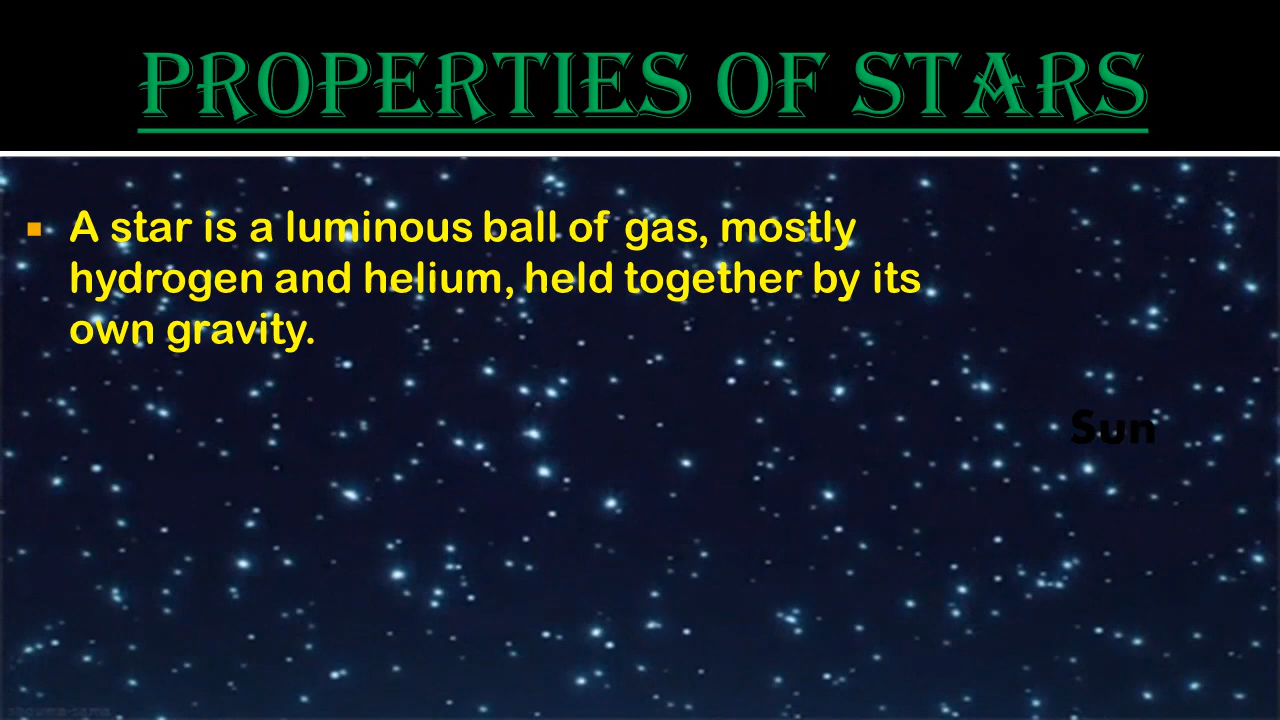 PROPERTIES OF STARS
A star is a luminous ball of gas, mostly
hydrogen and helium, held together by its
own gravity.
Sun